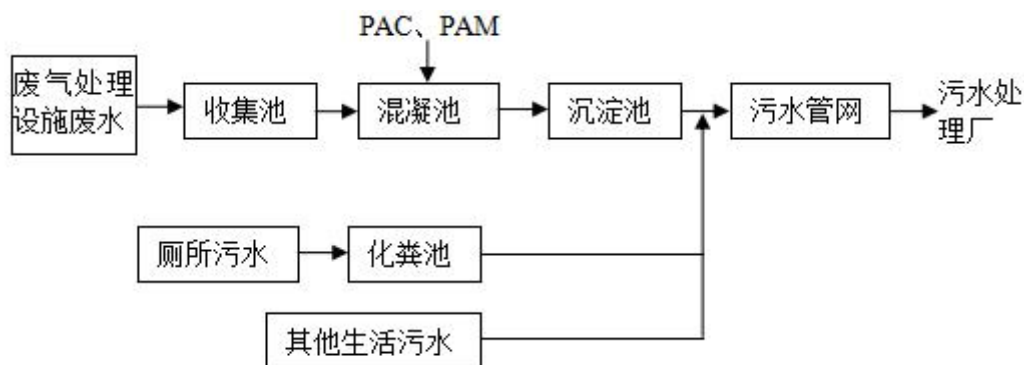 PAC、PAM
废气处理
设施废水
收集池
混凝池
沉淀池
污水管网
污水处
理厂
厕所污水
化粪池
其他生活污水